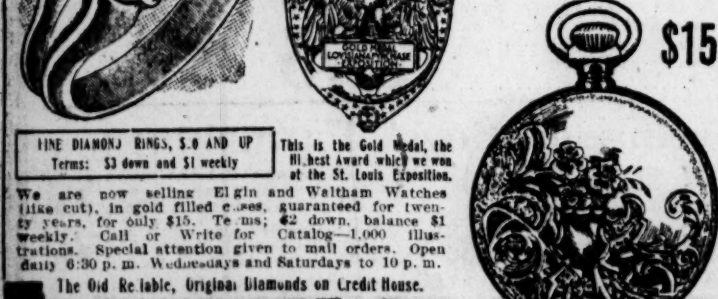 $15
GOLD MEDAL
LOUISIANA PURCHASE
EXPOSITION
FINE DIAMOND RINGS, $.0 AND UP
Terms: $3 down and $1 weekly
This is the Gold Medal, the
Highest Award which we won
at the St. Louis Exposition.
We are now selling Elgin and Waltham Watches
(like cut), in gold filled cases, guaranteed for twen-
ty years, for only $15. Terms; $2 down, balance $1
weekly. Call or Write for Catalog—1,000 illus-
trations. Special attention given to mail orders. Open
daily 6:30 p. m. Wednesdays and Saturdays to 10 p. m.
The Old Reliable, Original Diamonds on Credit House.